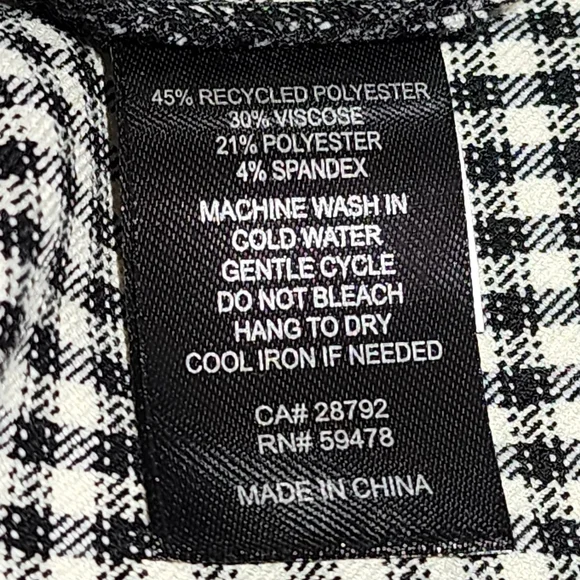 45% RECYCLED POLYESTER
30% VISCOSE
21% POLYESTER
4% SPANDEX
MACHINE WASH IN
COLD WATER
GENTLE CYCLE
DO NOT BLEACH
HANG TO DRY
COOL IRON IF NEEDED
CA# 28792
RN# 59478
MADE IN CHINA